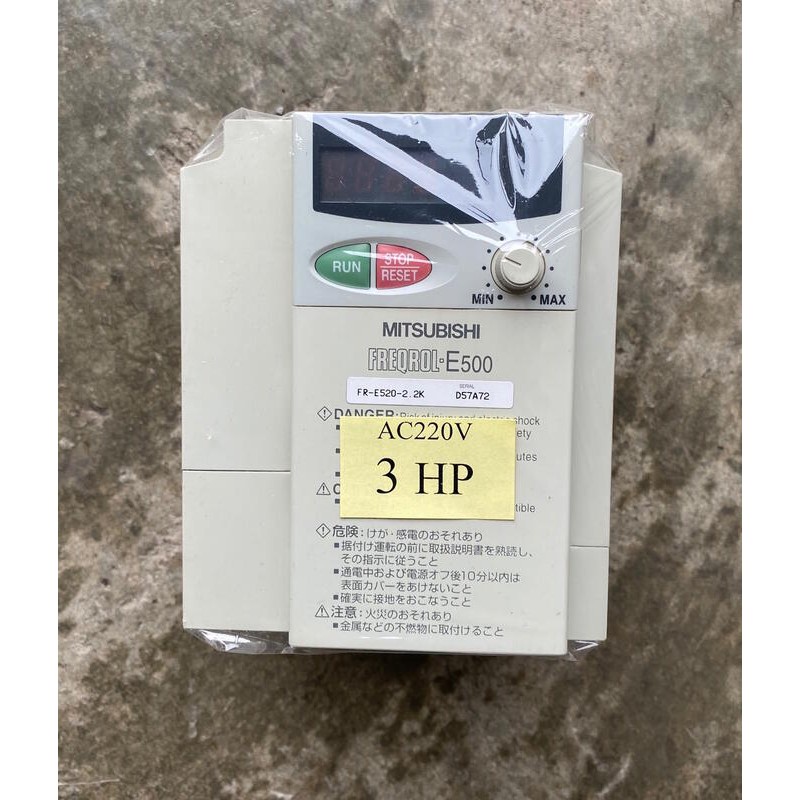 RUN
STOP
RESET
MIN
MAX
MITSUBISHI
FREQROL-E500
FR-E520-2.2K
SERIAL
D57A72
DANGER: Risk of injury and electric shock
AC220V
3 HP
危険:けが・感電のおそれあり
■据付け運転の前に取扱説明書を熟読し、
その指示に従うこと
■通電中および電源オフ後10分以内は
表面カバーをあけないこと
■確実に接地をおこなうこと
注意:火災のおそれあり
■金属などの不燃物に取付けること